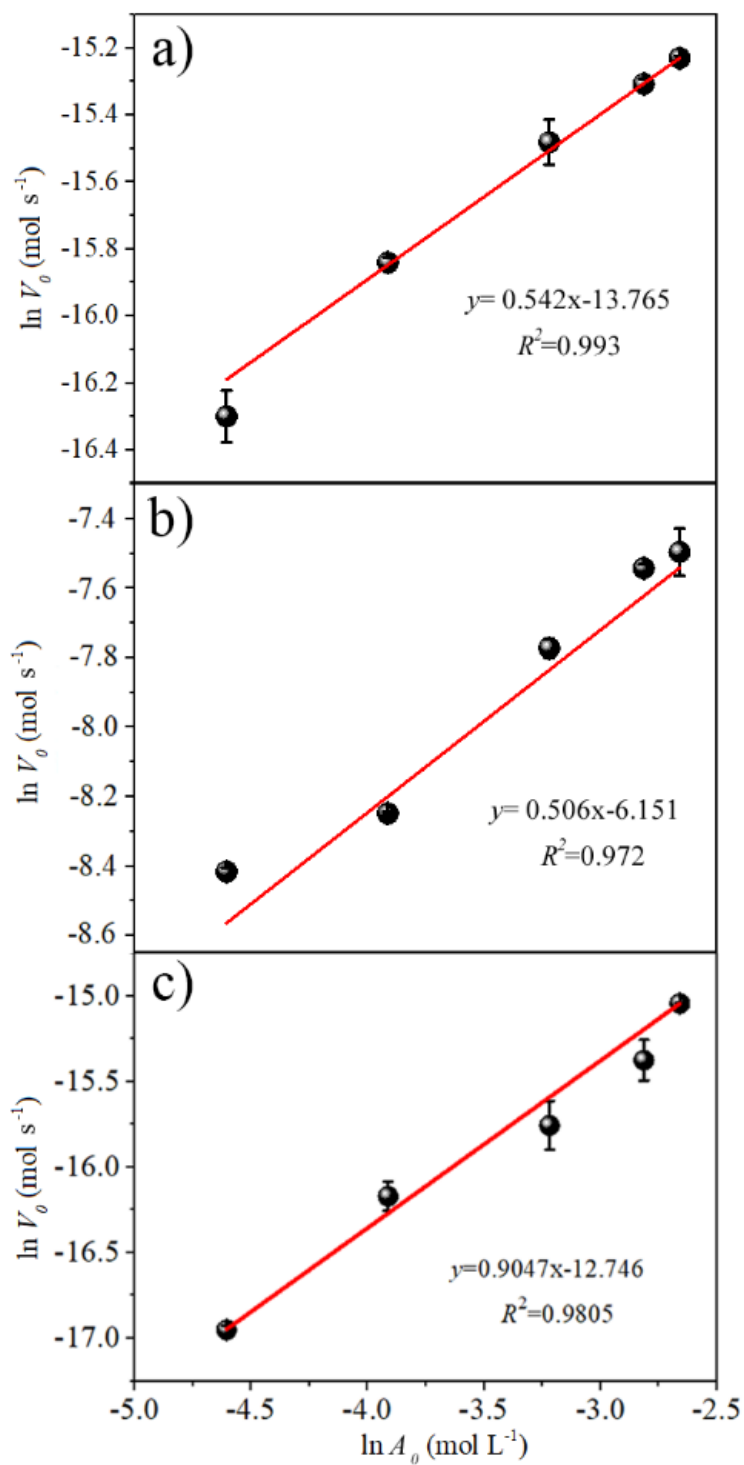 a)
ln V₀ (mol s⁻¹)
-15.2
-15.4
-15.6
-15.8
-16.0
-16.2
-16.4
y= 0.542x-13.765
R²=0.993
b)
ln V₀ (mol s⁻¹)
-7.4
-7.6
-7.8
-8.0
-8.2
-8.4
-8.6
y= 0.506x-6.151
R²=0.972
c)
ln V₀ (mol s⁻¹)
-15.0
-15.5
-16.0
-16.5
-17.0
y=0.9047x-12.746
R²=0.9805
-5.0 -4.5 -4.0 -3.5 -3.0 -2.5
ln A₀ (mol L⁻¹)